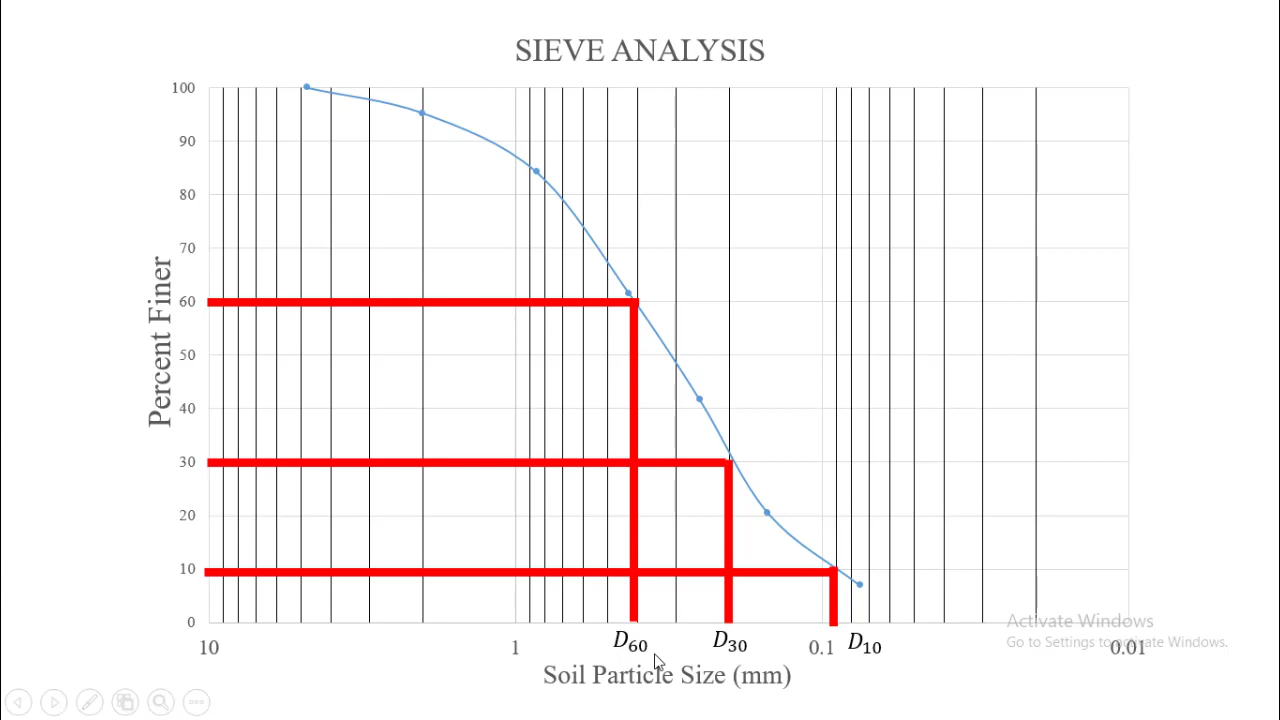 SIEVE ANALYSIS
Percent Finer
100
90
80
70
60
50
40
30
20
10
0
10
1
0.1
0.01
D60
D30
D10
Soil Particle Size (mm)
Activate Windows
Go to Settings to activate Windows.